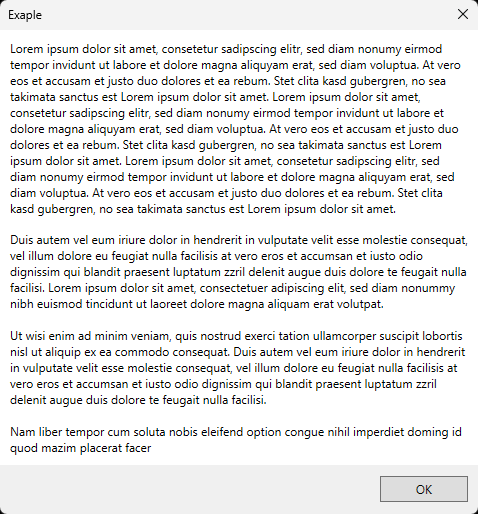 Exaple
Lorem ipsum dolor sit amet, consetetur sadipscing elitr, sed diam nonumy eirmod
tempor invidunt ut labore et dolore magna aliquyam erat, sed diam voluptua. At vero
eos et accusam et justo duo dolores et ea rebum. Stet clita kasd gubergren, no sea
takimata sanctus est Lorem ipsum dolor sit amet. Lorem ipsum dolor sit amet,
consetetur sadipscing elitr, sed diam nonumy eirmod tempor invidunt ut labore et
dolore magna aliquyam erat, sed diam voluptua. At vero eos et accusam et justo duo
dolores et ea rebum. Stet clita kasd gubergren, no sea takimata sanctus est Lorem
ipsum dolor sit amet. Lorem ipsum dolor sit amet, consetetur sadipscing elitr, sed
diam nonumy eirmod tempor invidunt ut labore et dolore magna aliquyam erat, sed
diam voluptua. At vero eos et accusam et justo duo dolores et ea rebum. Stet clita
kasd gubergren, no sea takimata sanctus est Lorem ipsum dolor sit amet.
Duis autem vel eum iriure dolor in hendrerit in vulputate velit esse molestie consequat,
vel illum dolore eu feugiat nulla facilisis at vero eros et accumsan et iusto odio
dignissim qui blandit praesent luptatum zzril delenit augue duis dolore te feugait nulla
facilisi. Lorem ipsum dolor sit amet, consectetuer adipiscing elit, sed diam nonummy
nibh euismod tincidunt ut laoreet dolore magna aliquam erat volutpat.
Ut wisi enim ad minim veniam, quis nostrud exerci tation ullamcorper suscipit lobortis
nisl ut aliquip ex ea commodo consequat. Duis autem vel eum iriure dolor in hendrerit
in vulputate velit esse molestie consequat, vel illum dolore eu feugiat nulla facilisis at
vero eros et accumsan et iusto odio dignissim qui blandit praesent luptatum zzril
delenit augue duis dolore te feugait nulla facilisi.
Nam liber tempor cum soluta nobis eleifend option congue nihil imperdiet doming id
quod mazim placerat facer
OK